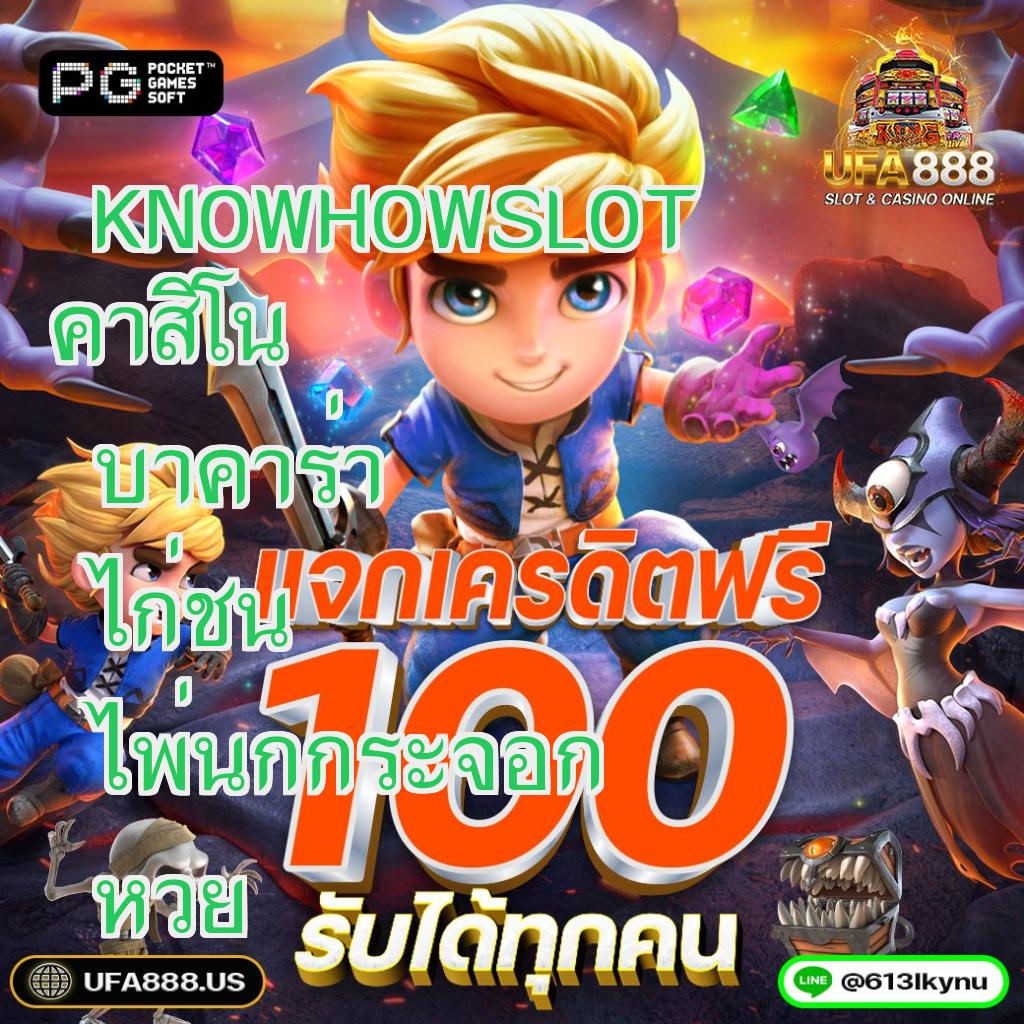 PG POCKET GAMES SOFT™
UFA888
SLOT & CASINO ONLINE
KNOWHOWSLOT
คาสิโน
บาคาร่า
แจกเครดิตฟรี
ไก่ชน
100
ไพ่นกกระจอก
หวย
รับได้ทุกคน
UFA888.US
LINE @613lkynu